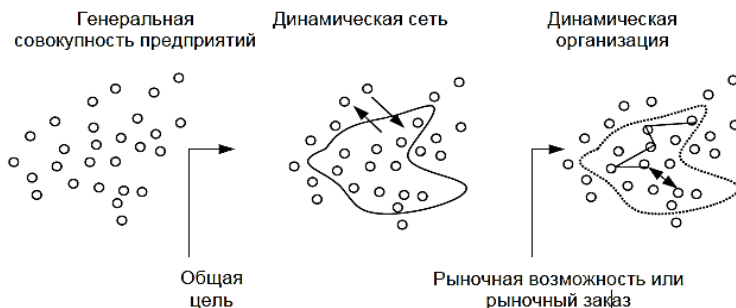 Генеральная
совокупность предприятий
Динамическая сеть
Динамическая
организация
Общая
цель
Рыночная возможность или
рыночный заказ